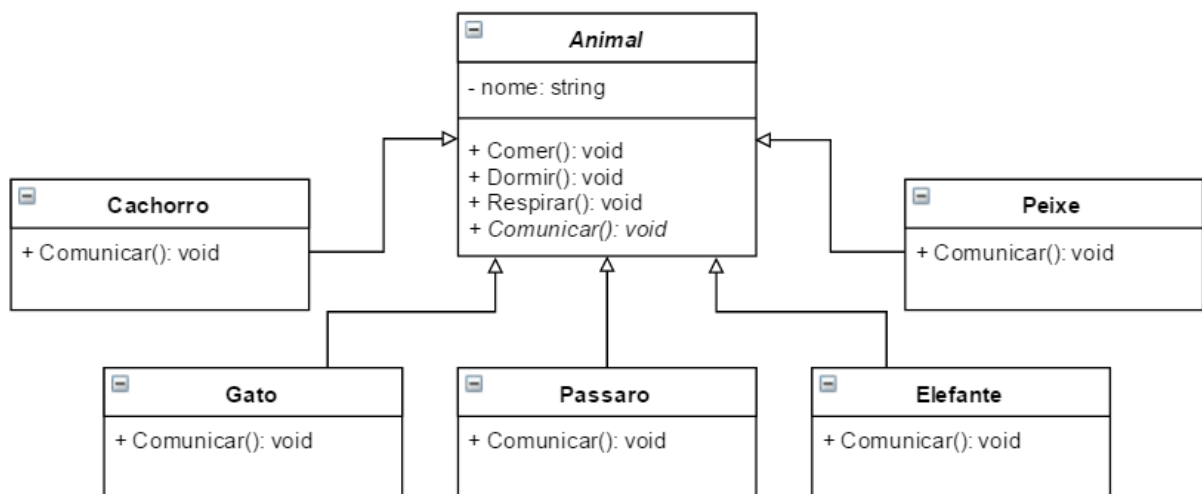 Animal
- nome: string
+ Comer(): void
+ Dormir(): void
+ Respirar(): void
+ Comunicar(): void
Cachorro
+ Comunicar(): void
Peixe
+ Comunicar(): void
Gato
+ Comunicar(): void
Passaro
+ Comunicar(): void
Elefante
+ Comunicar(): void